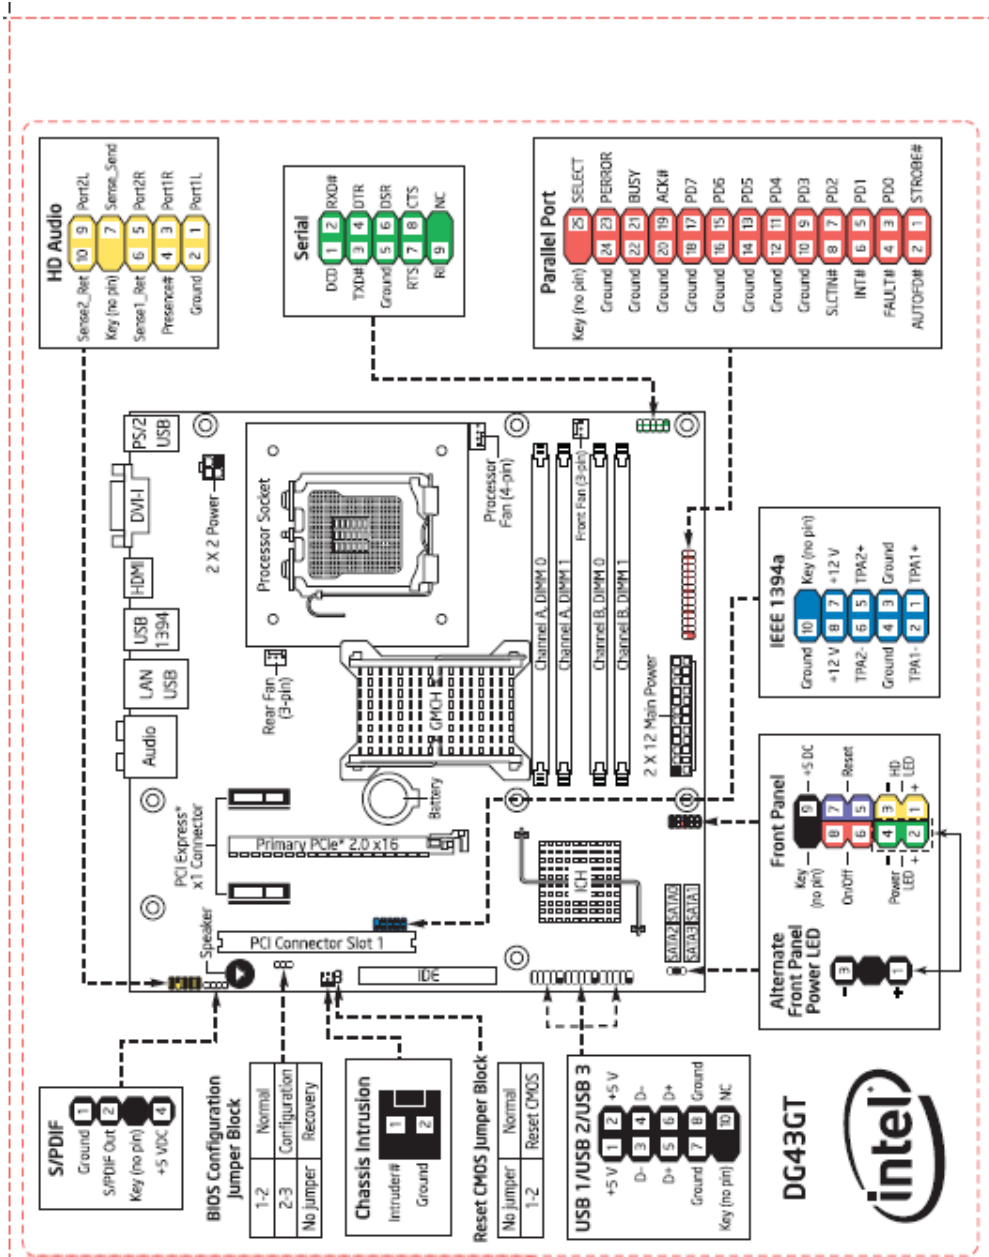 HD Audio
Sense2_Ret 10 9 Port2L
Key (no pin) 7 Sense_Send
Sense1_Ret 6 5 Port2R
Presence# 4 3 Port1R
Ground 2 1 Port1L
Serial
DCD 1 2 RXD#
TXD# 3 4 DTR
Ground 5 6 DSR
RTS 7 8 CTS
RI 9 NC
Parallel Port
Key (no pin) 25 SELECT
Ground 24 23 PERROR
Ground 22 21 BUSY
Ground 20 19 ACK#
Ground 18 17 PD7
Ground 16 15 PD6
Ground 14 13 PD5
Ground 12 11 PD4
Ground 10 9 PD3
SLCTIN# 8 7 PD2
INT# 6 5 PD1
FAULT# 4 3 PD0
AUTOFD# 2 1 STROBE#
PS/2
USB
DVI-I
HDMI
USB
1394
LAN
USB
Audio
2 X 2 Power
Processor Socket
Processor
Fan (4-pin)
Front Fan (3-pin)
Rear Fan
(3-pin)
GMCH
Channel A, DIMM 0
Channel A, DIMM 1
Channel B, DIMM 0
Channel B, DIMM 1
2 X 12 Main Power
Battery
PCI Express*
x1 Connector
Primary PCIe* 2.0 x16
ICH
Speaker
PCI Connector Slot 1
IDE
SATA2 SATA0
SATA3 SATA1
IEEE 1394a
Ground 10 Key (no pin)
+12 V 8 7 +12 V
TPA2- 6 5 TPA2+
Ground 4 3 Ground
TPA1- 2 1 TPA1+
Front Panel
Key
(no pin)
9 +5 DC
On/Off 8 7 Reset
6 5
Power
LED
- 4 3 -
+ 2 1 +
HD
LED
Alternate
Front Panel
Power LED
- 3
+ 1
S/PDIF
Ground 1
S/PDIF Out 2
Key (no pin)
+5 VDC 4
BIOS Configuration
Jumper Block
1-2 Normal
2-3 Configuration
No jumper Recovery
Chassis Intrusion
Intruder# 1
Ground 2
Reset CMOS Jumper Block
No jumper Normal
1-2 Reset CMOS
USB 1/USB 2/USB 3
+5 V 1 2 +5 V
D- 3 4 D-
D+ 5 6 D+
Ground 7 8 Ground
Key (no pin) 10 NC
DG43GT
intel